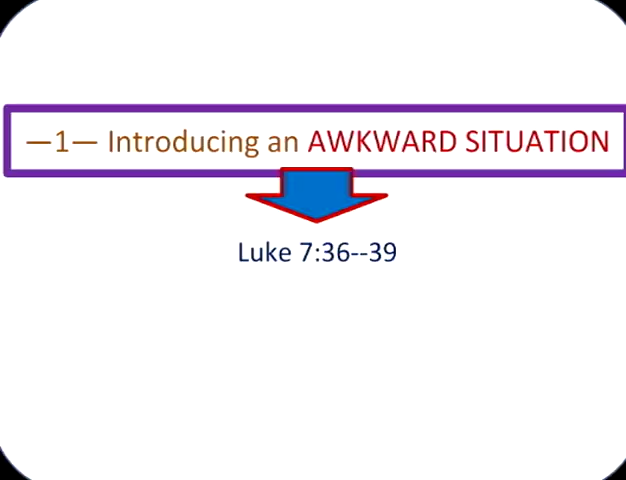 —1— Introducing an AWKWARD SITUATION
Luke 7:36--39